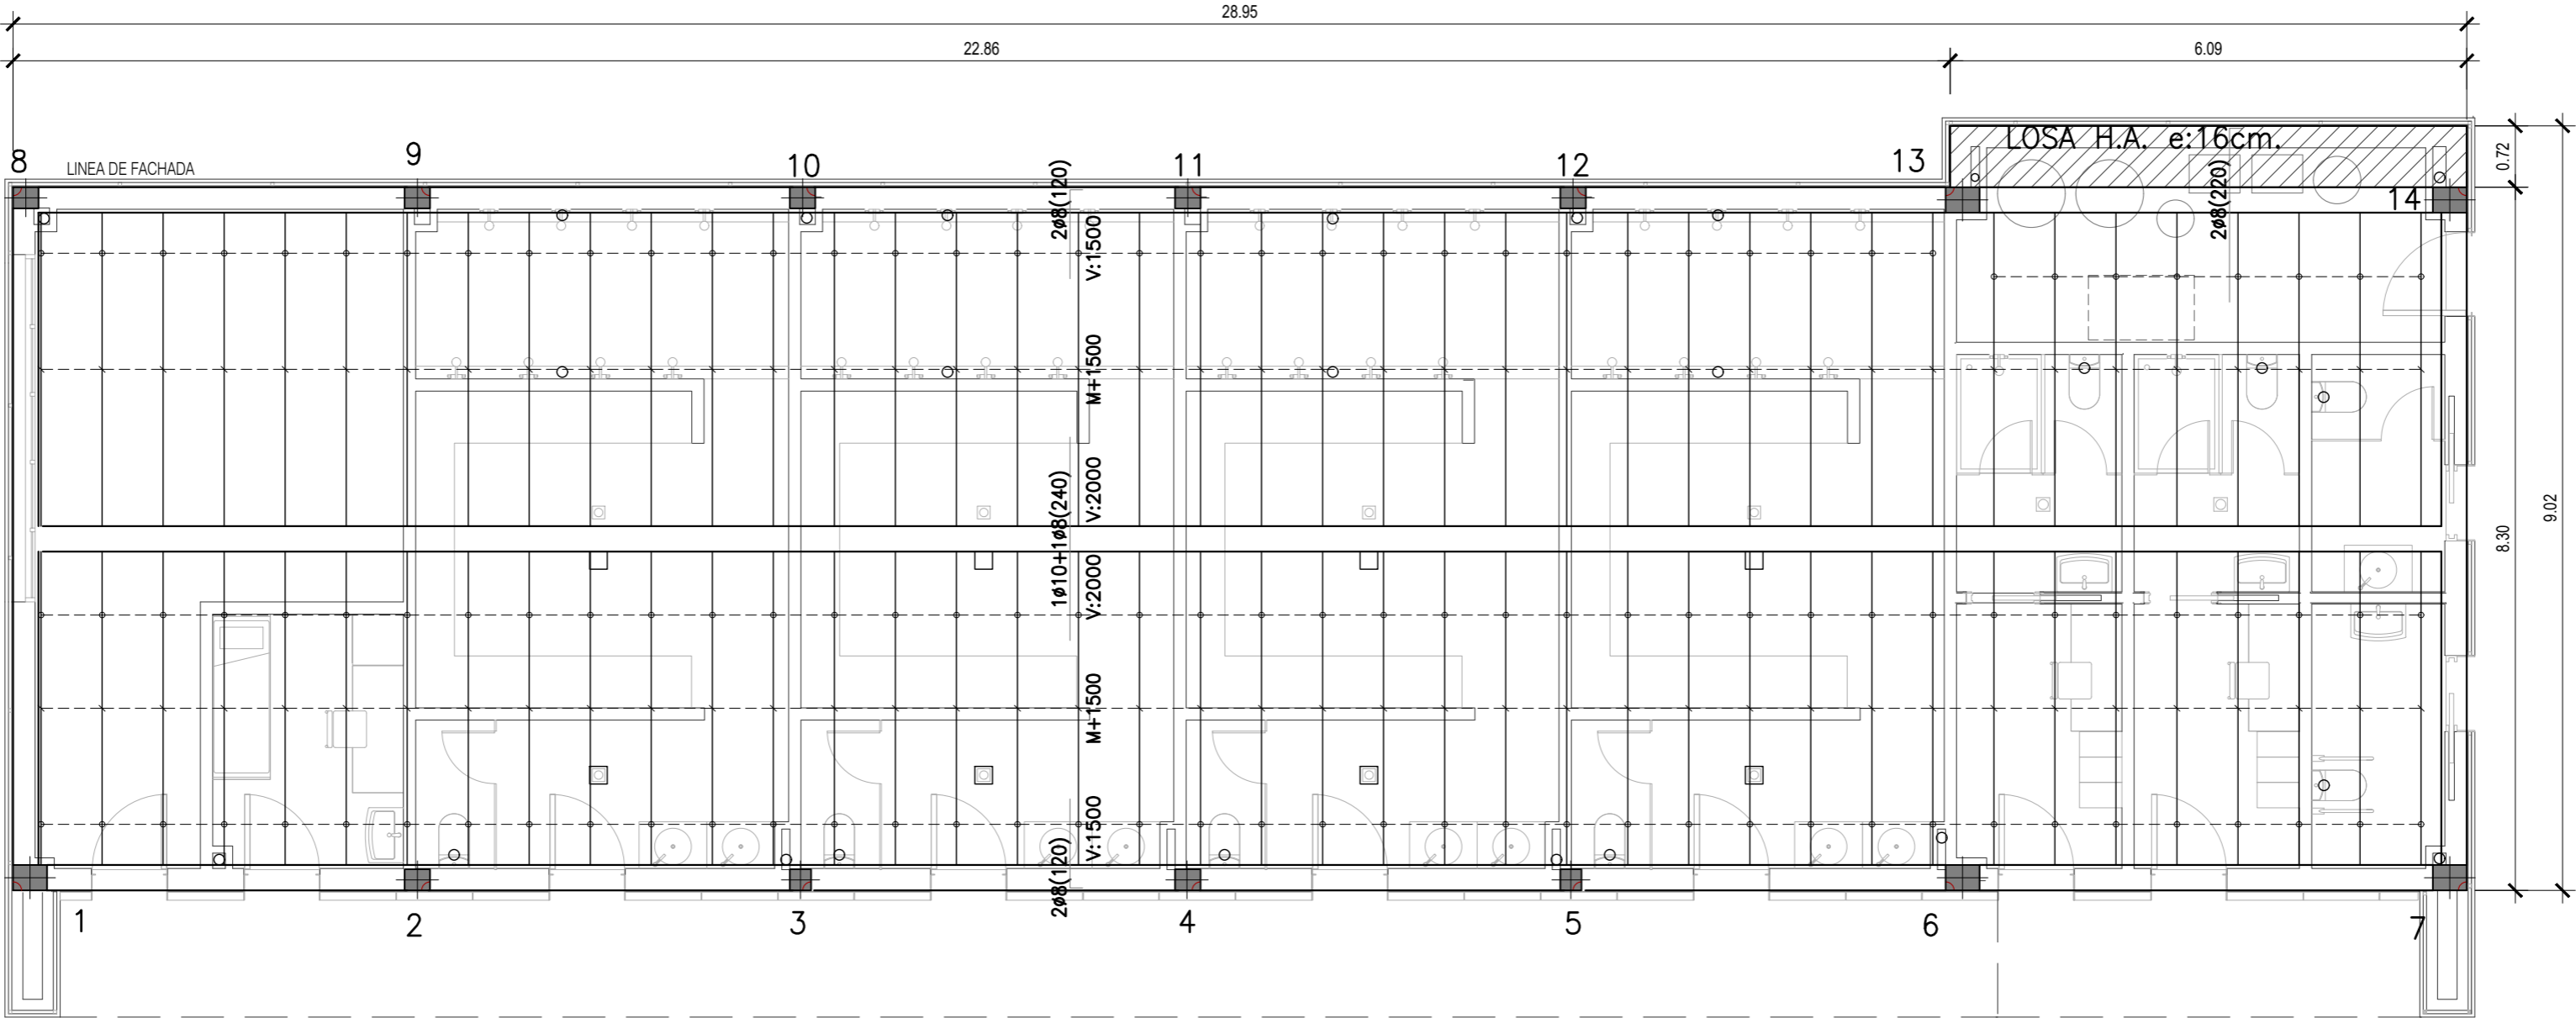 28.95
22.86
6.09
8
LINEA DE FACHADA
9
10
11
12
13
LOSA H.A. e:16cm.
14
0.72
8.30
9.02
2ø8(120)
V:1500
M+1500
V:2000
1ø10+1ø8(240)
V:2000
M+1500
V:1500
2ø8(120)
2ø8(220)
1
2
3
4
5
6
7